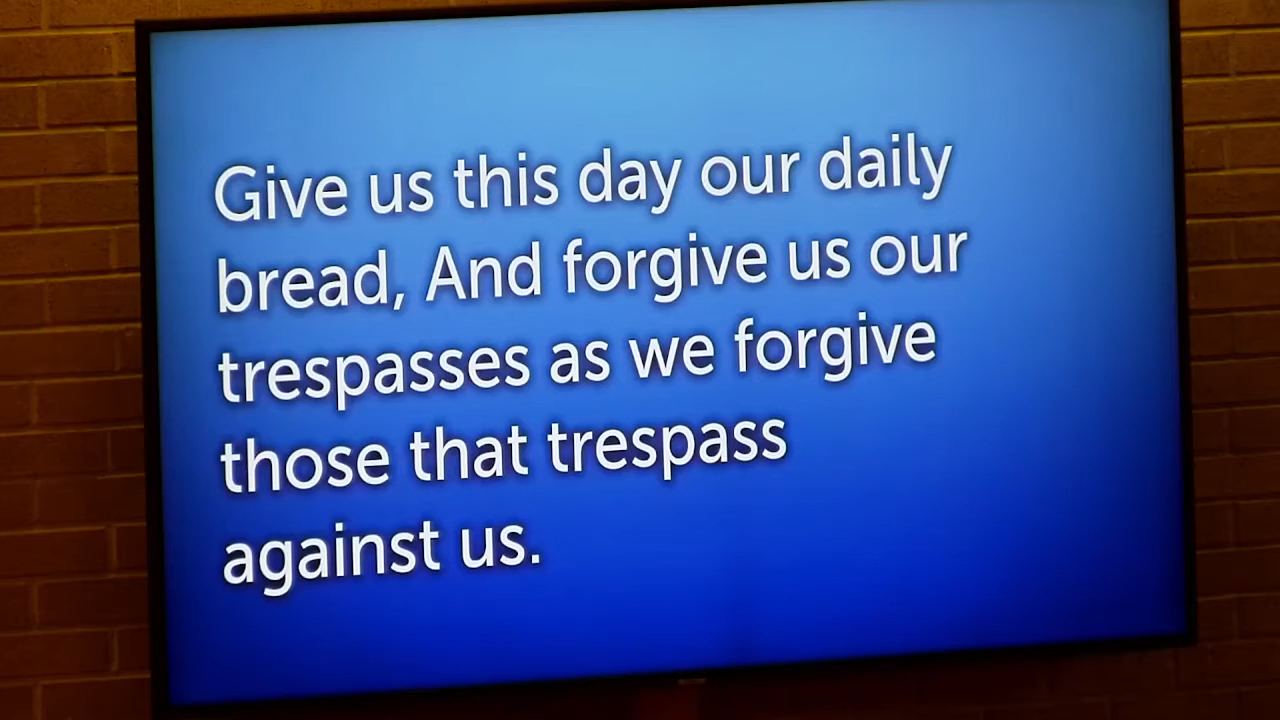 Give us this day our daily
bread, And forgive us our
trespasses as we forgive
those that trespass
against us.